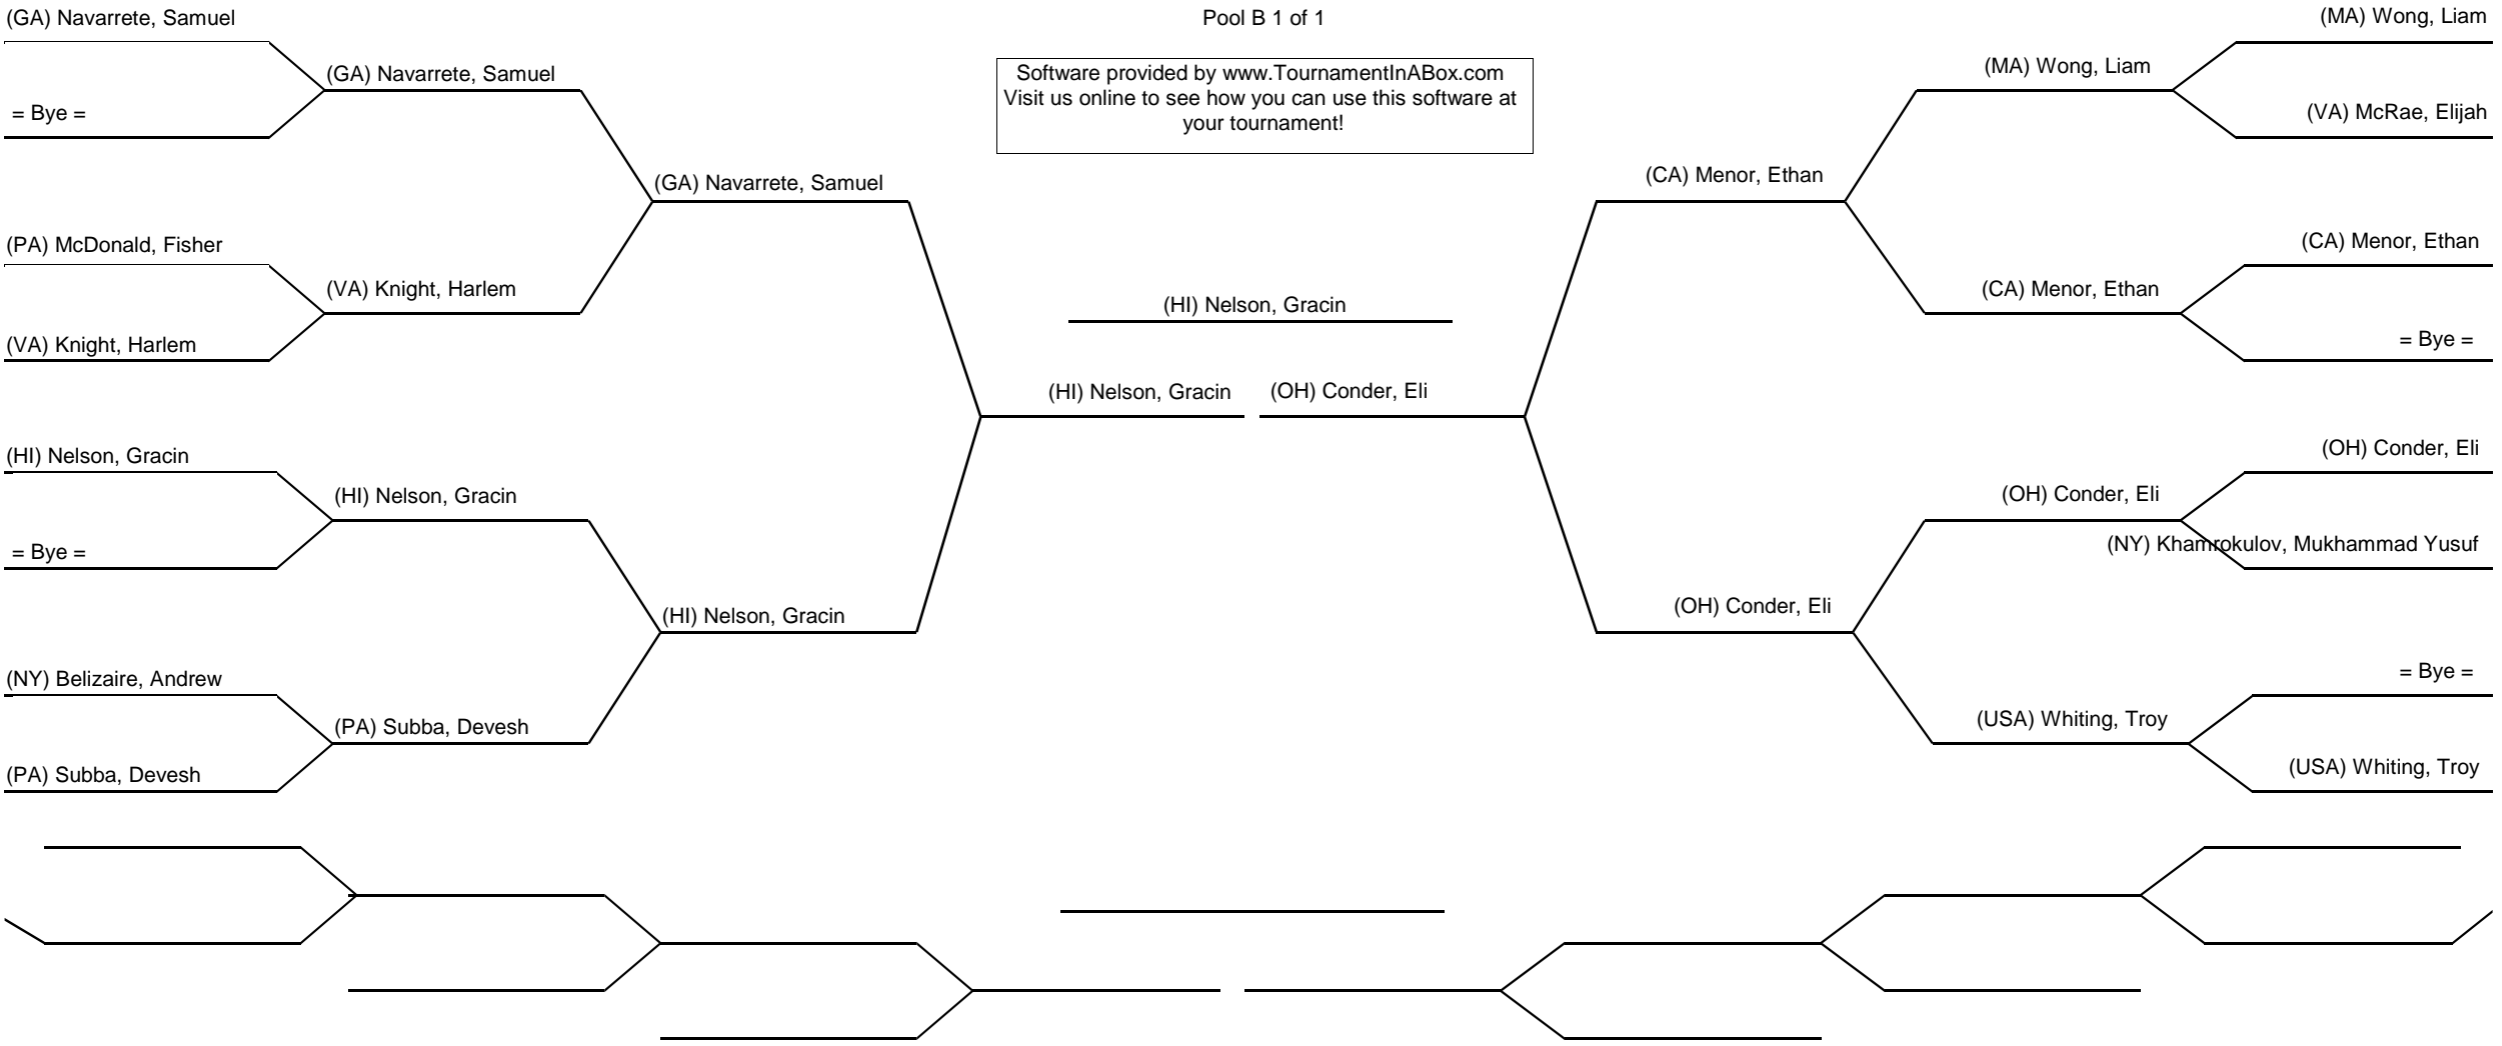 (GA) Navarrete, Samuel
Pool B 1 of 1
(MA) Wong, Liam
(GA) Navarrete, Samuel
Software provided by www.TournamentInABox.com
Visit us online to see how you can use this software at
your tournament!
(MA) Wong, Liam
= Bye =
(VA) McRae, Elijah
(GA) Navarrete, Samuel
(CA) Menor, Ethan
(PA) McDonald, Fisher
(CA) Menor, Ethan
(VA) Knight, Harlem
(CA) Menor, Ethan
(HI) Nelson, Gracin
(VA) Knight, Harlem
= Bye =
(HI) Nelson, Gracin
(OH) Conder, Eli
(HI) Nelson, Gracin
(OH) Conder, Eli
(HI) Nelson, Gracin
(OH) Conder, Eli
= Bye =
(NY) Khamrokulov, Mukhammad Yusuf
(HI) Nelson, Gracin
(OH) Conder, Eli
(NY) Belizaire, Andrew
= Bye =
(PA) Subba, Devesh
(USA) Whiting, Troy
(PA) Subba, Devesh
(USA) Whiting, Troy